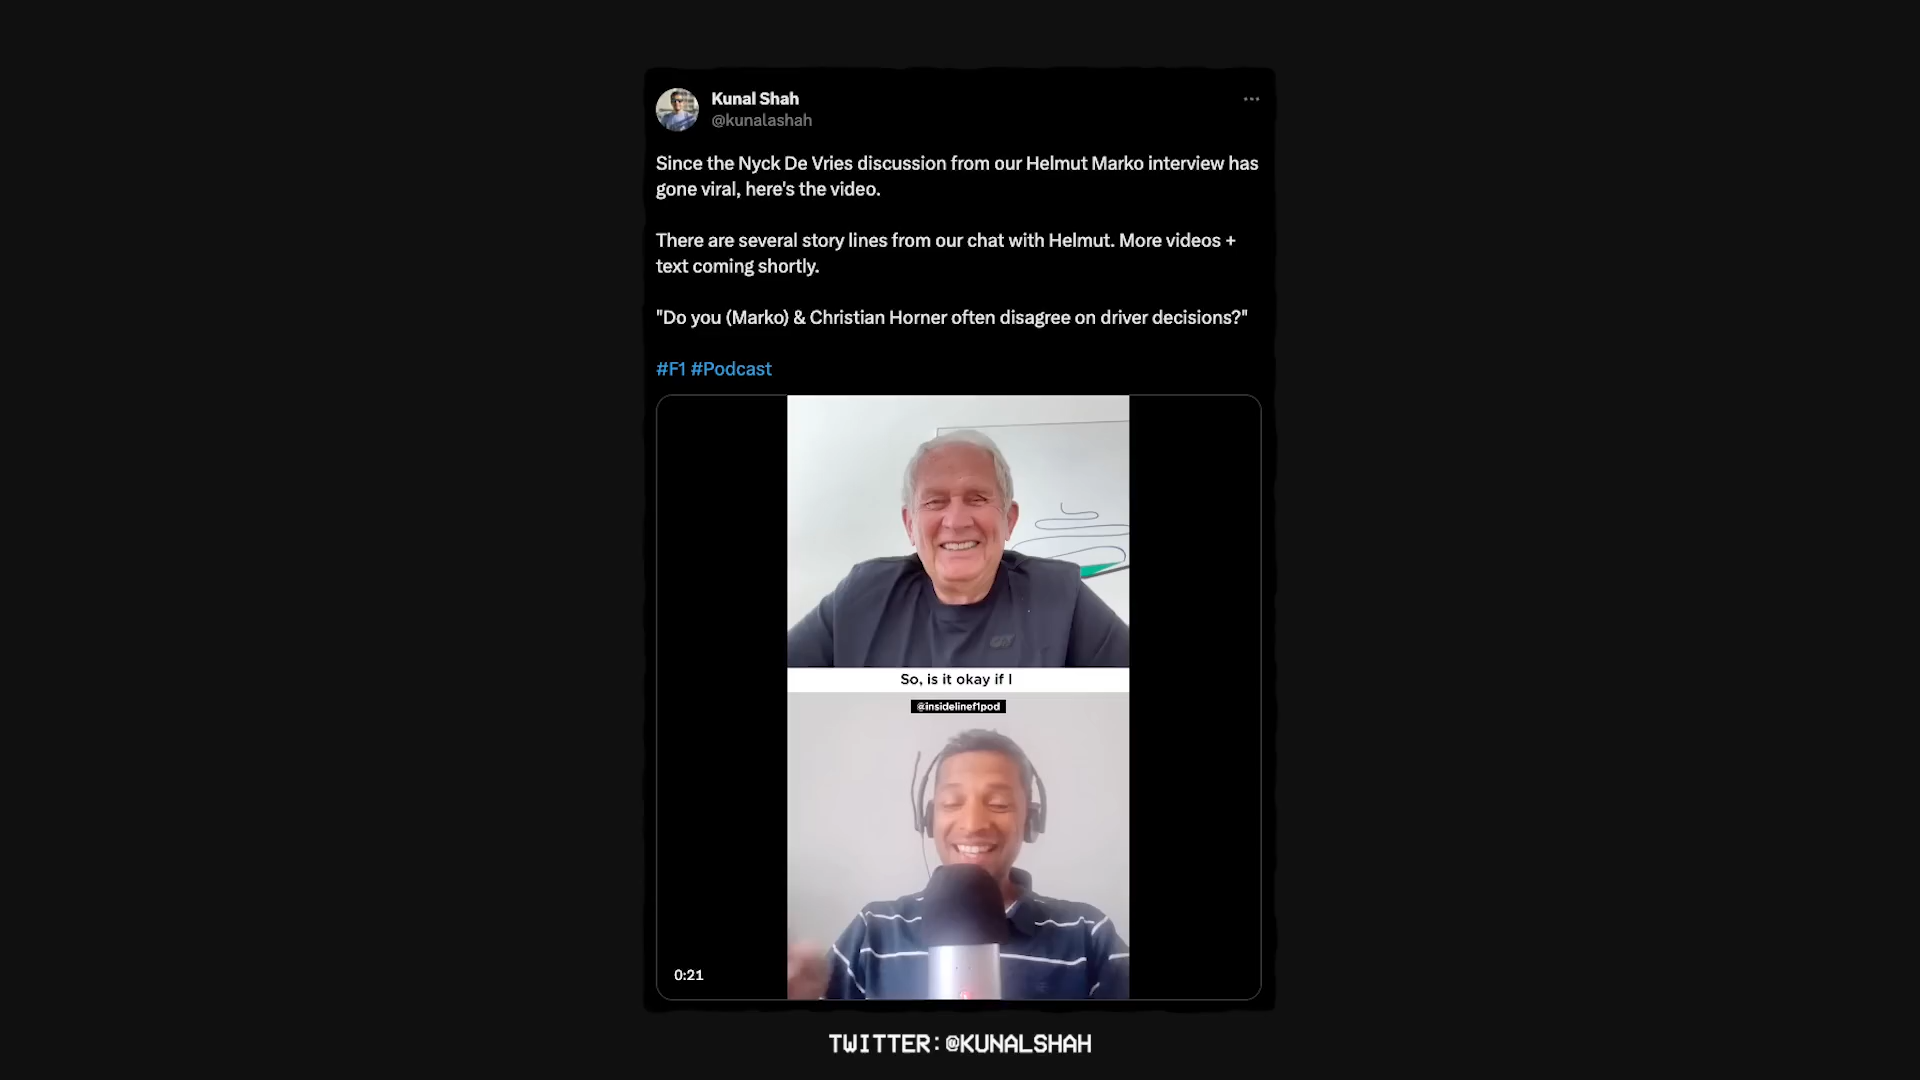 Kunal Shah
@kunalashah
Since the Nyck De Vries discussion from our Helmut Marko interview has
gone viral, here's the video.
There are several story lines from our chat with Helmut. More videos +
text coming shortly.
"Do you (Marko) & Christian Horner often disagree on driver decisions?"
#F1 #Podcast
So, is it okay if I
@insidelinef1pod
0:21
TWITTER:@KUNALSHAH